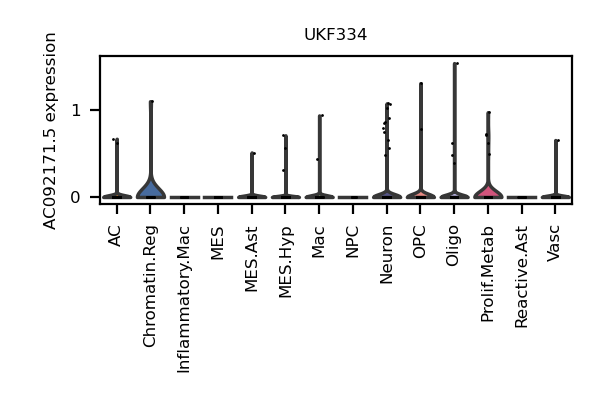 UKF334
AC092171.5 expression
1
0
AC
Chromatin.Reg
Inflammatory.Mac
MES
MES.Ast
MES.Hyp
Mac
NPC
Neuron
OPC
Oligo
Prolif.Metab
Reactive.Ast
Vasc